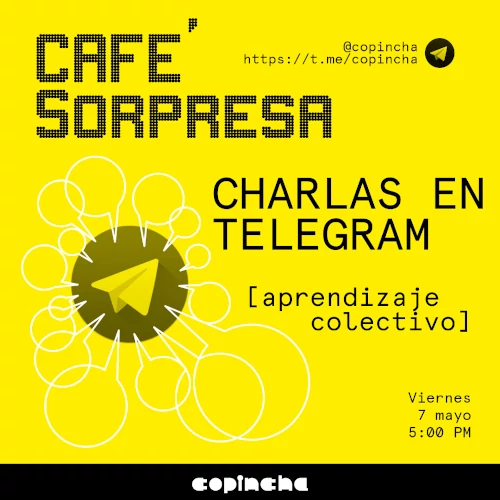 CAFE'
SORPRESA
@copincha
https://t.me/copincha
CHARLAS EN
TELEGRAM
[aprendizaje
colectivo]
Viernes
7 mayo
5:00 PM
copincha